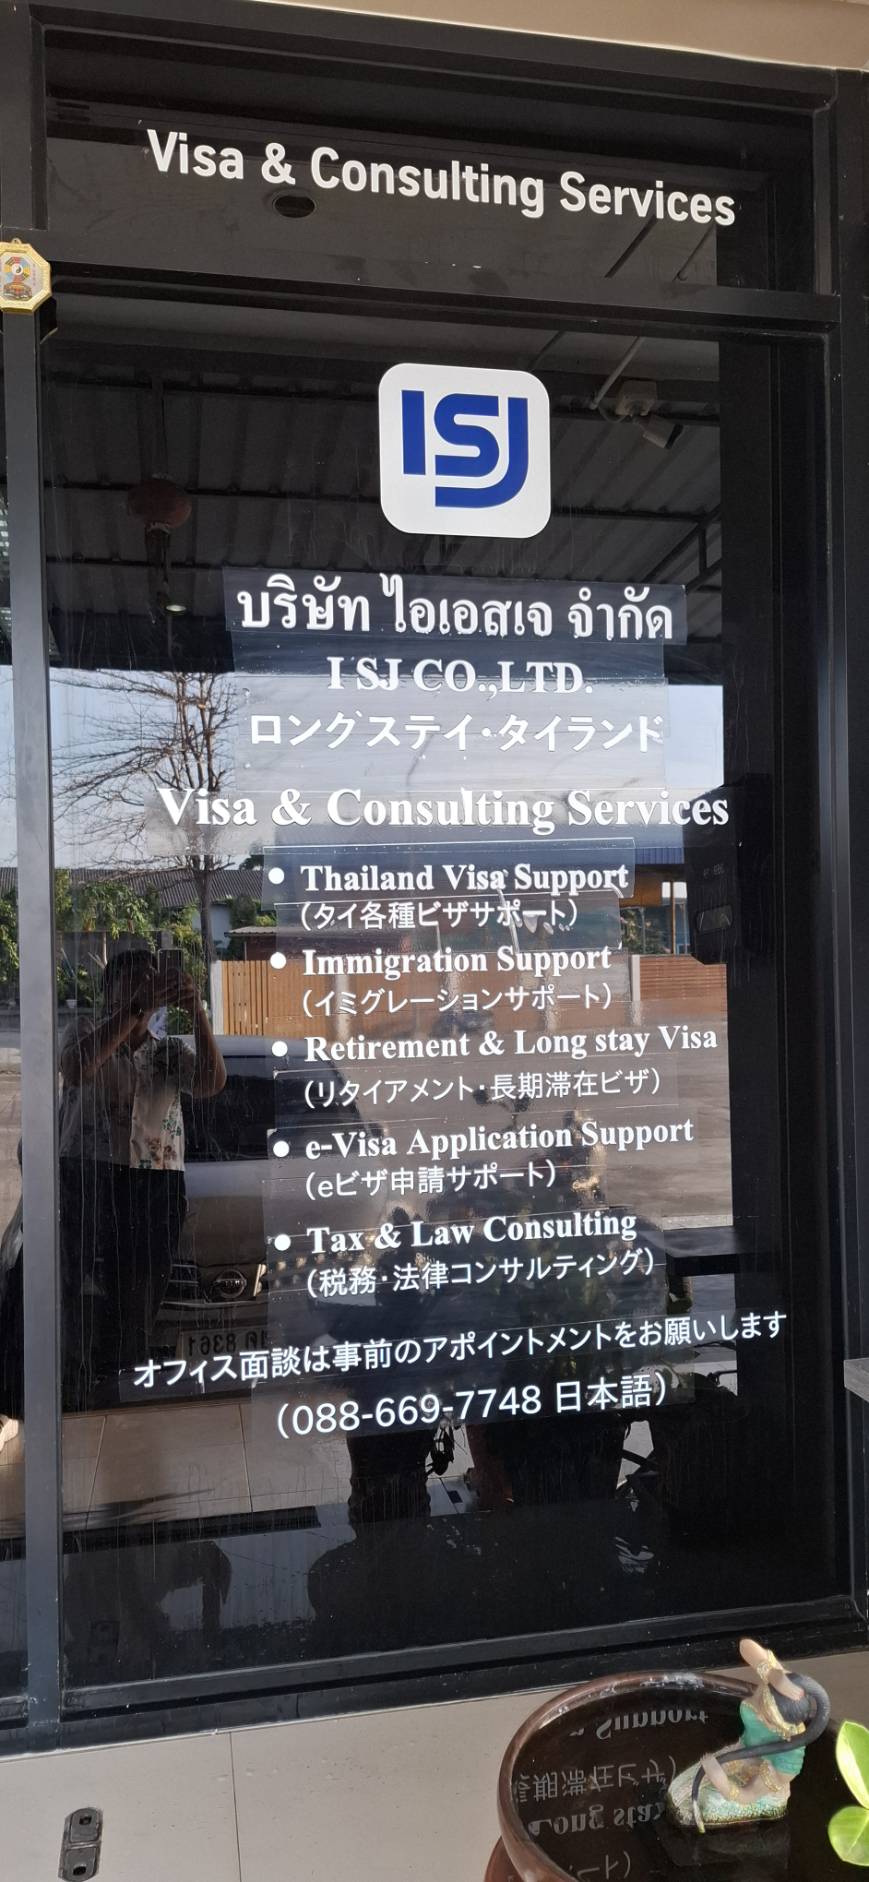 Visa & Consulting Services
ISJ
บริษัท ไอเอสเจ จำกัด
I SJ CO.,LTD.
ロングステイ・タイランド
Visa & Consulting Services
• Thailand Visa Support
（タイ各種ビザサポート）
• Immigration Support
（イミグレーションサポート）
• Retirement & Long stay Visa
（リタイアメント・長期滞在ビザ）
• e-Visa Application Support
（eビザ申請サポート）
• Tax & Law Consulting
（税務・法律コンサルティング）
オフィス面談は事前のアポイントメントをお願いします
（088-669-7748 日本語）